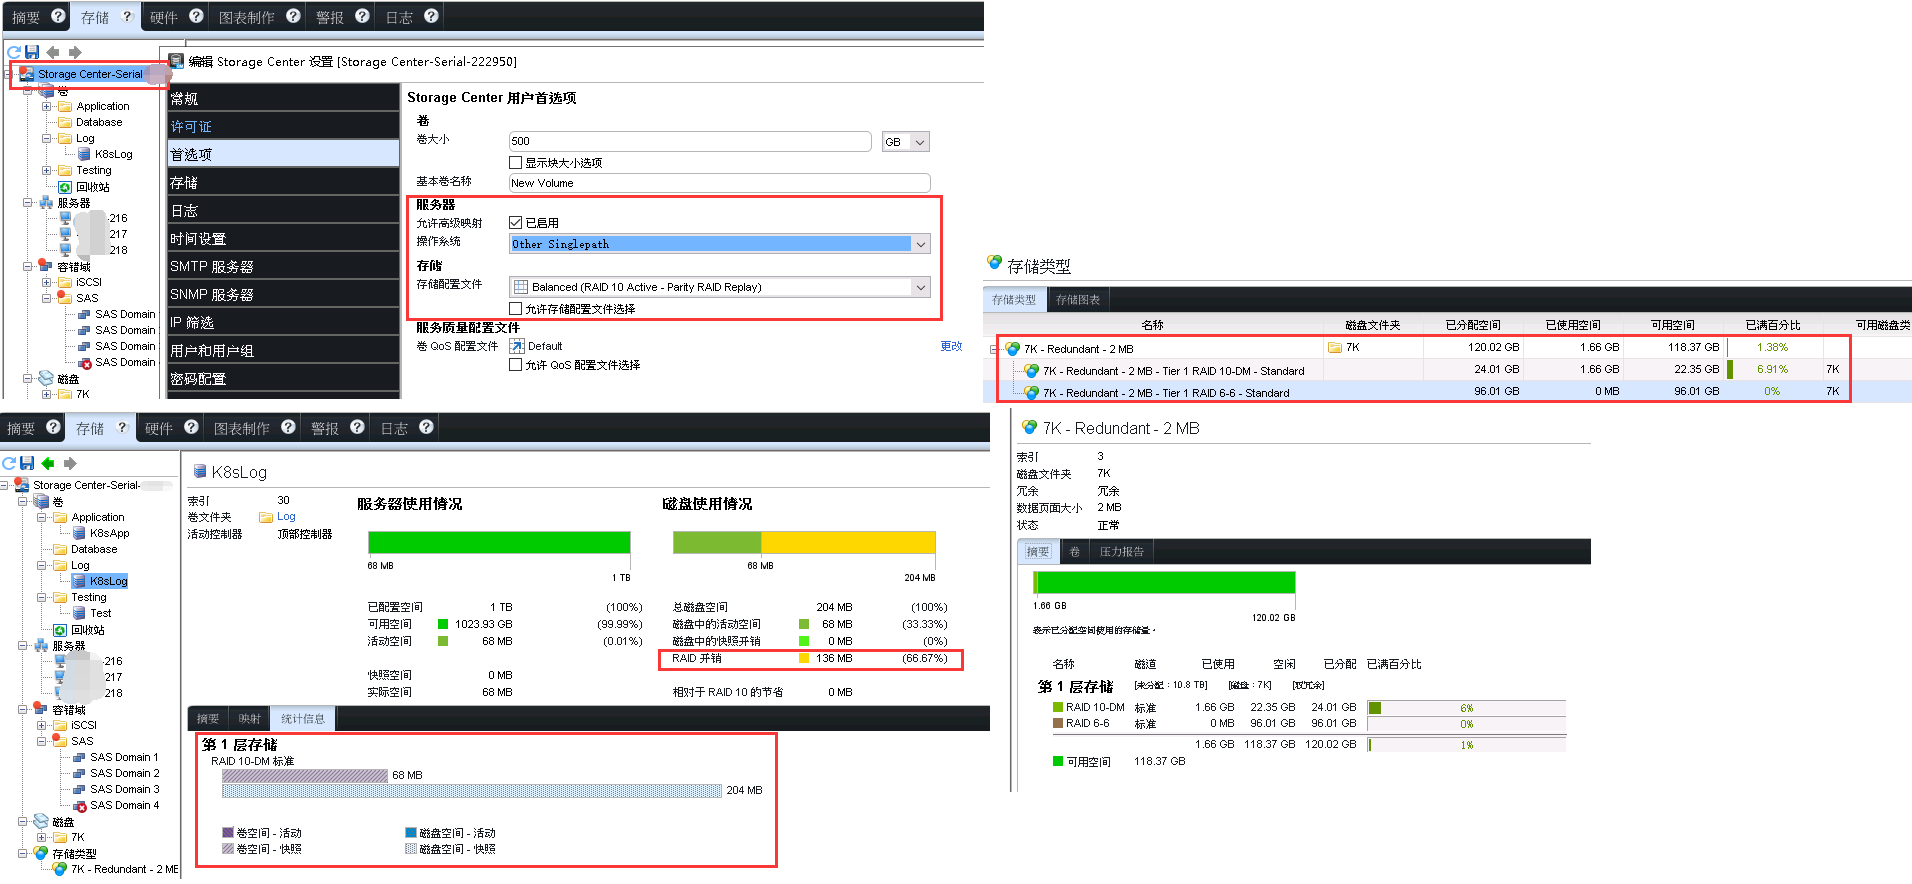 摘要 ? 存储 ? 硬件 ? 图表制作 ? 警报 ? 日志 ?
Storage Center-Serial
卷
Application
Database
Log
K8sLog
Testing
回收站
服务器
-216
217
218
容错域
iSCSI
SAS
SAS Domain
SAS Domain
SAS Domain
SAS Domain
磁盘
7K
编辑 Storage Center 设置 [Storage Center-Serial-222950]
常规
许可证
首选项
存储
日志
时间设置
SMTP 服务器
SNMP 服务器
IP 筛选
用户和用户组
密码配置
Storage Center 用户首选项
卷
卷大小 500 GB
显示块大小选项
基本卷名称 New Volume
服务器
允许高级映射 已启用
操作系统 Other Singlepath
存储
存储配置文件 Balanced (RAID 10 Active - Parity RAID Replay)
允许存储配置文件选择
服务质量配置文件
卷 QoS 配置文件 Default 更改
允许 QoS 配置文件选择
存储类型
存储类型 存储图表
名称 磁盘文件夹 已分配空间 已使用空间 可用空间 已满百分比 可用磁盘类
7K - Redundant - 2 MB 7K 120.02 GB 1.66 GB 118.37 GB 1.38%
7K - Redundant - 2 MB - Tier 1 RAID 10-DM - Standard 24.01 GB 1.66 GB 22.35 GB 6.91% 7K
7K - Redundant - 2 MB - Tier 1 RAID 6-6 - Standard 96.01 GB 0 MB 96.01 GB 0% 7K
摘要 ? 存储 ? 硬件 ? 图表制作 ? 警报 ? 日志 ?
Storage Center-Serial-
卷
Application
K8sApp
Database
Log
K8sLog
Testing
Test
回收站
服务器
-216
217
218
容错域
iSCSI
SAS
SAS Domain 1
SAS Domain 2
SAS Domain 3
SAS Domain 4
磁盘
7K
存储类型
7K - Redundant - 2 MB
K8sLog
索引 30
卷文件夹 Log
活动控制器 顶部控制器
服务器使用情况
68 MB
1 TB
已配置空间 1 TB (100%)
可用空间 1023.93 GB (99.99%)
活动空间 68 MB (0.01%)
快照空间 0 MB
实际空间 68 MB
磁盘使用情况
68 MB
204 MB
总磁盘空间 204 MB (100%)
磁盘中的活动空间 68 MB (33.33%)
磁盘中的快照开销 0 MB (0%)
RAID 开销 136 MB (66.67%)
相对于 RAID 10 的节省 0 MB
摘要 映射 统计信息
第 1 层存储
RAID 10-DM 标准
68 MB
204 MB
卷空间 - 活动 磁盘空间 - 活动
卷空间 - 快照 磁盘空间 - 快照
7K - Redundant - 2 MB
索引 3
磁盘文件夹 7K
冗余 冗余
数据页面大小 2 MB
状态 正常
摘要 卷 压力报告
1.66 GB
120.02 GB
表示已分配空间使用的存储量。
名称 磁道 已使用 空闲 已分配 已满百分比
第 1 层存储 [未分配：10.8 TB] [磁盘：7K] [双冗余]
RAID 10-DM 标准 1.66 GB 22.35 GB 24.01 GB 6%
RAID 6-6 标准 0 MB 96.01 GB 96.01 GB 0%
1.66 GB 118.37 GB 120.02 GB 1%
可用空间 118.37 GB